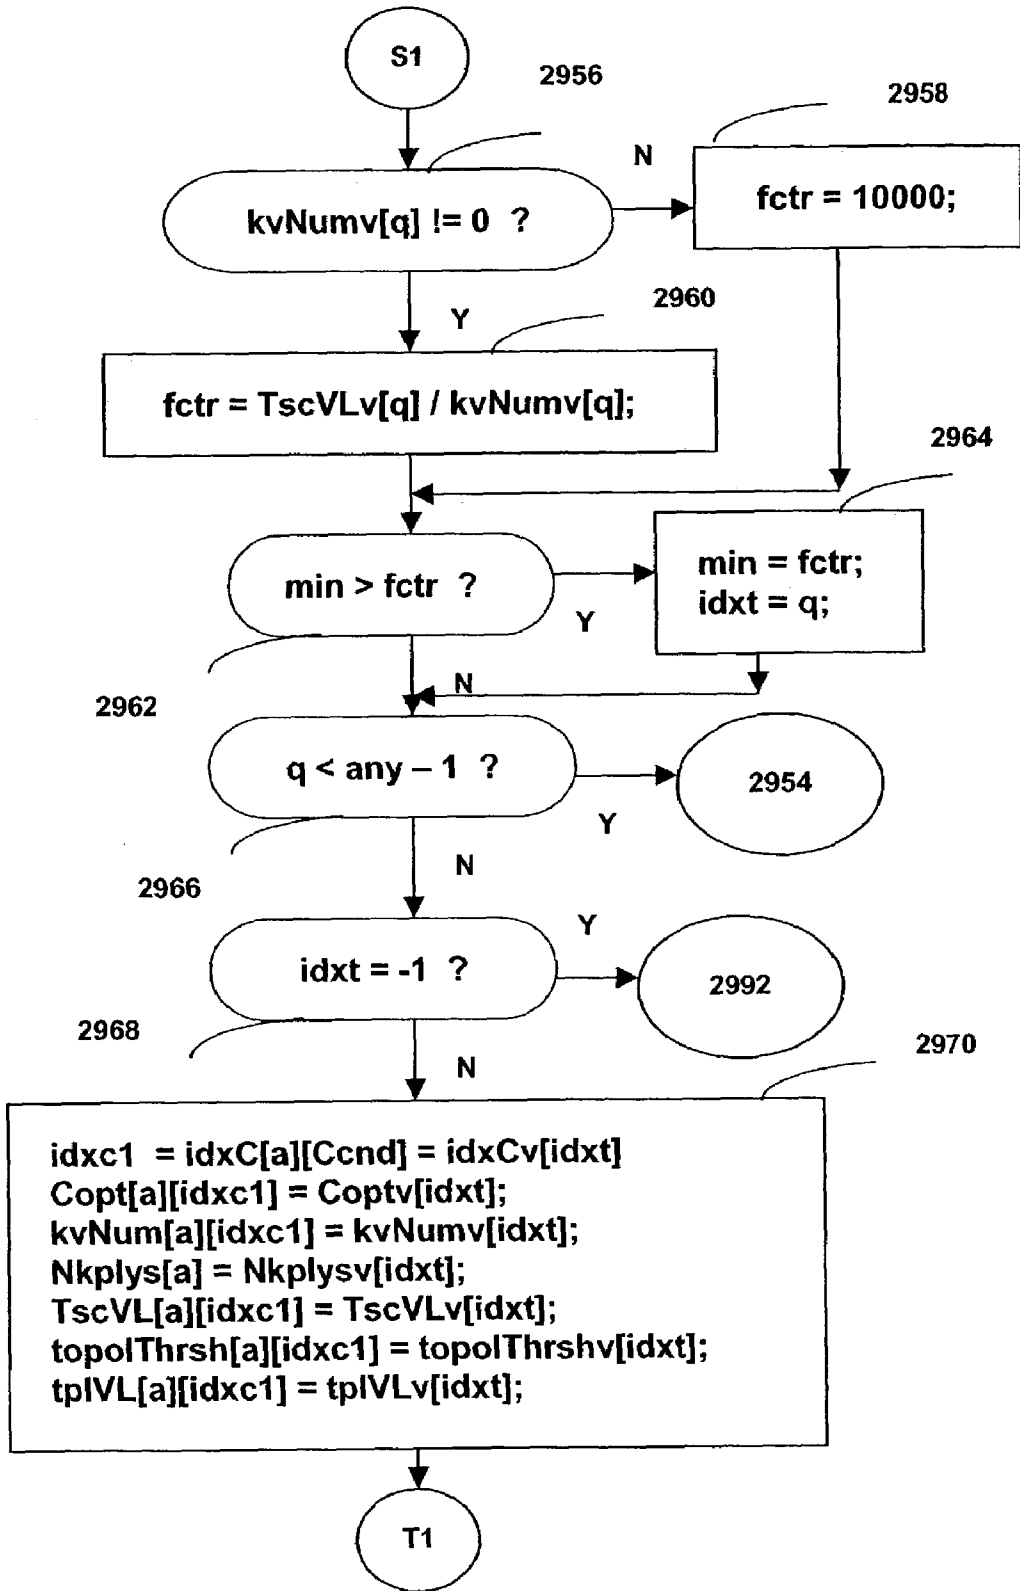 S1
2956
2958
N
kvNumv[q] != 0 ?
fctr = 10000;
Y
2960
fctr = TscVLv[q] / kvNumv[q];
2964
min > fctr ?
min = fctr;
idxt = q;
Y
2962
N
q < any – 1 ?
2954
Y
2966
N
Y
idxt = -1 ?
2992
2968
N
2970
idxc1 = idxC[a][Ccnd] = idxCv[idxt]
Copt[a][idxc1] = Coptv[idxt];
kvNum[a][idxc1] = kvNumv[idxt];
Nkplys[a] = Nkplysv[idxt];
TscVL[a][idxc1] = TscVLv[idxt];
topolThrsh[a][idxc1] = topolThrshv[idxt];
tplVL[a][idxc1] = tplVLv[idxt];
T1